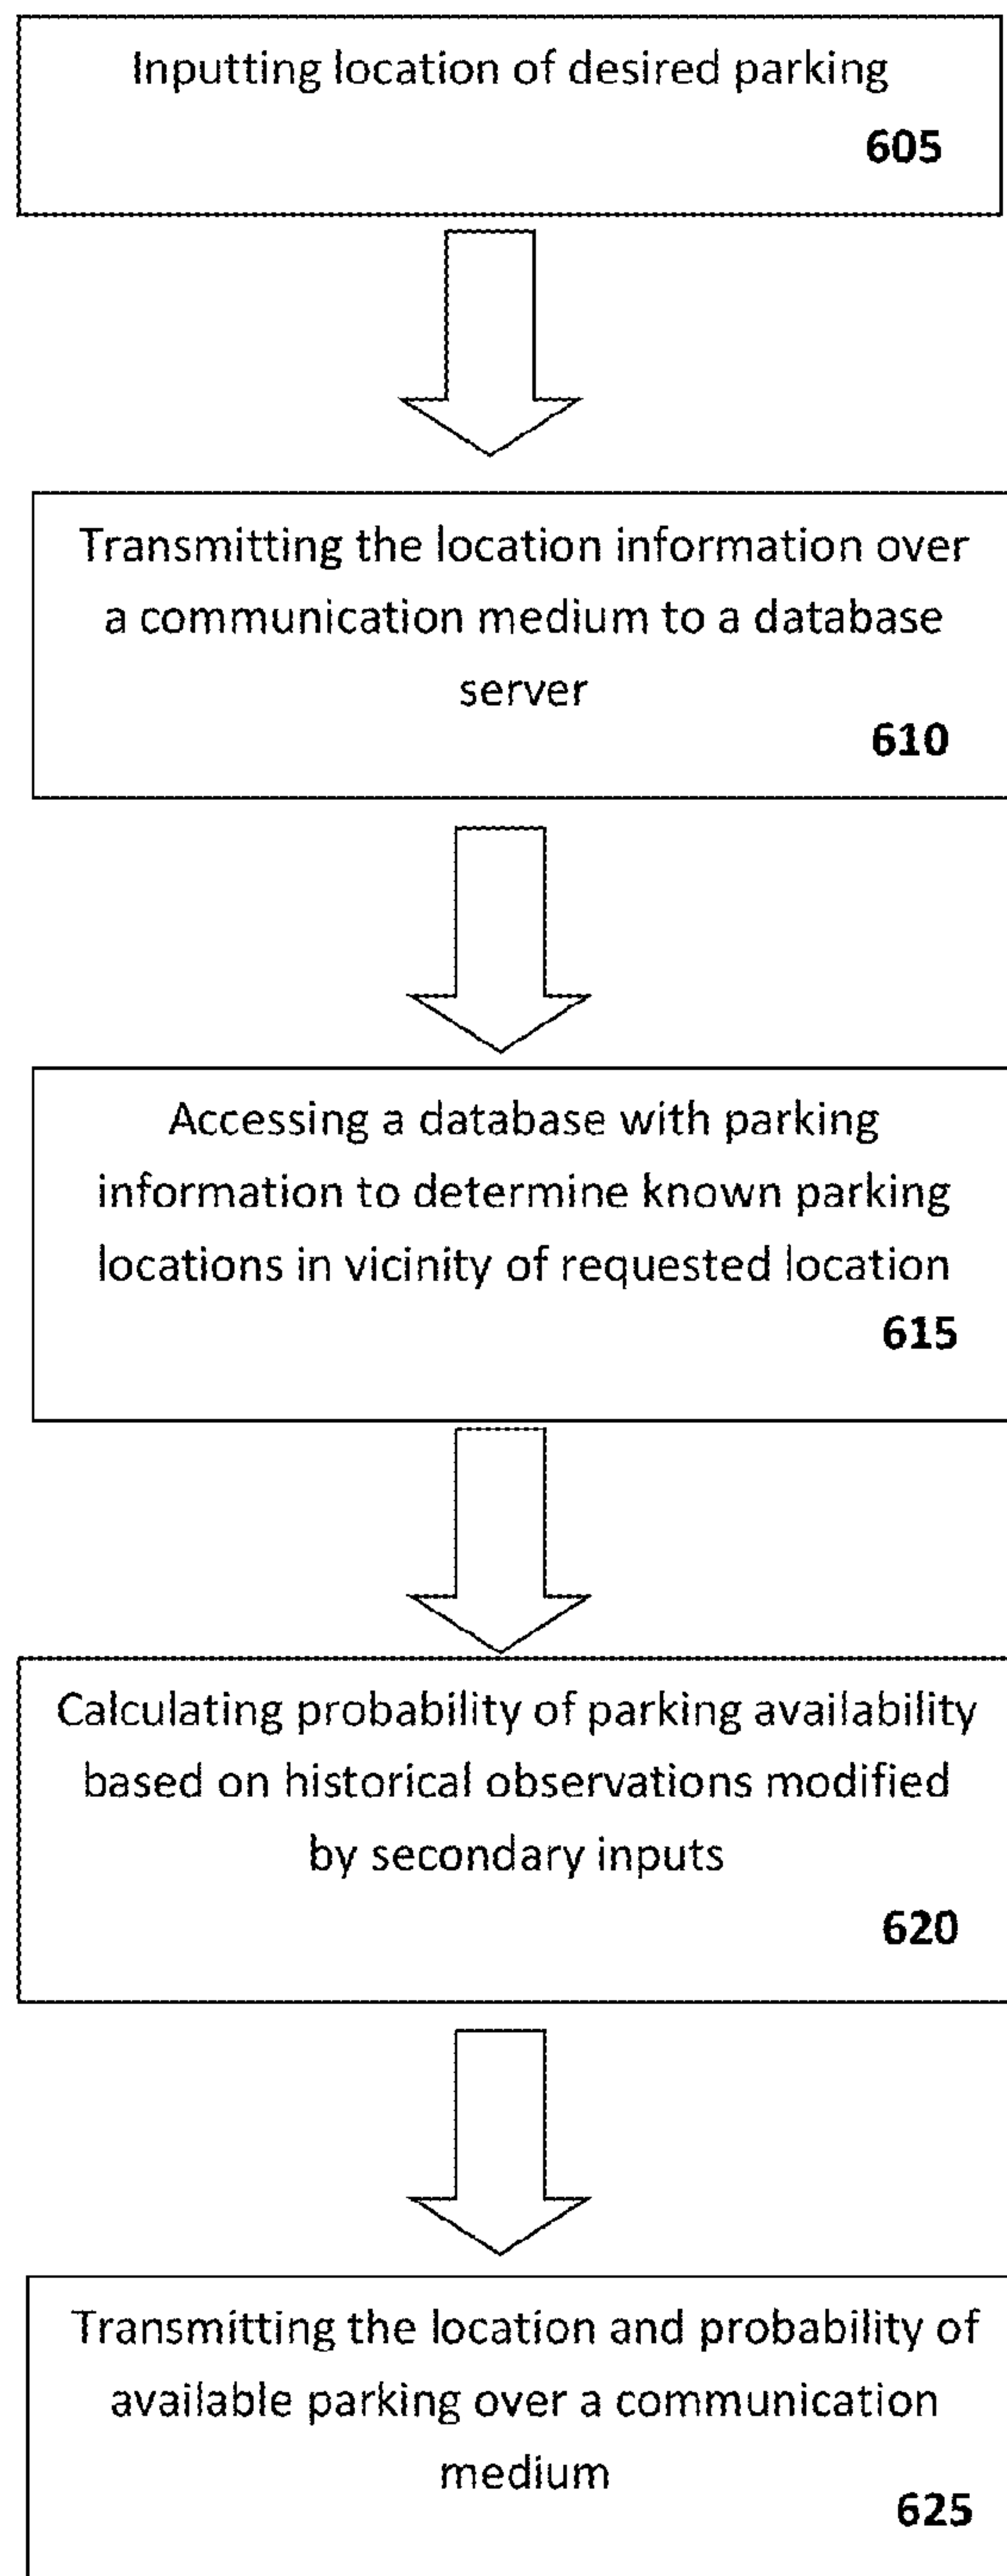 Inputting location of desired parking
605
Transmitting the location information over
a communication medium to a database
server
610
Accessing a database with parking
information to determine known parking
locations in vicinity of requested location
615
Calculating probability of parking availability
based on historical observations modified
by secondary inputs
620
Transmitting the location and probability of
available parking over a communication
medium
625